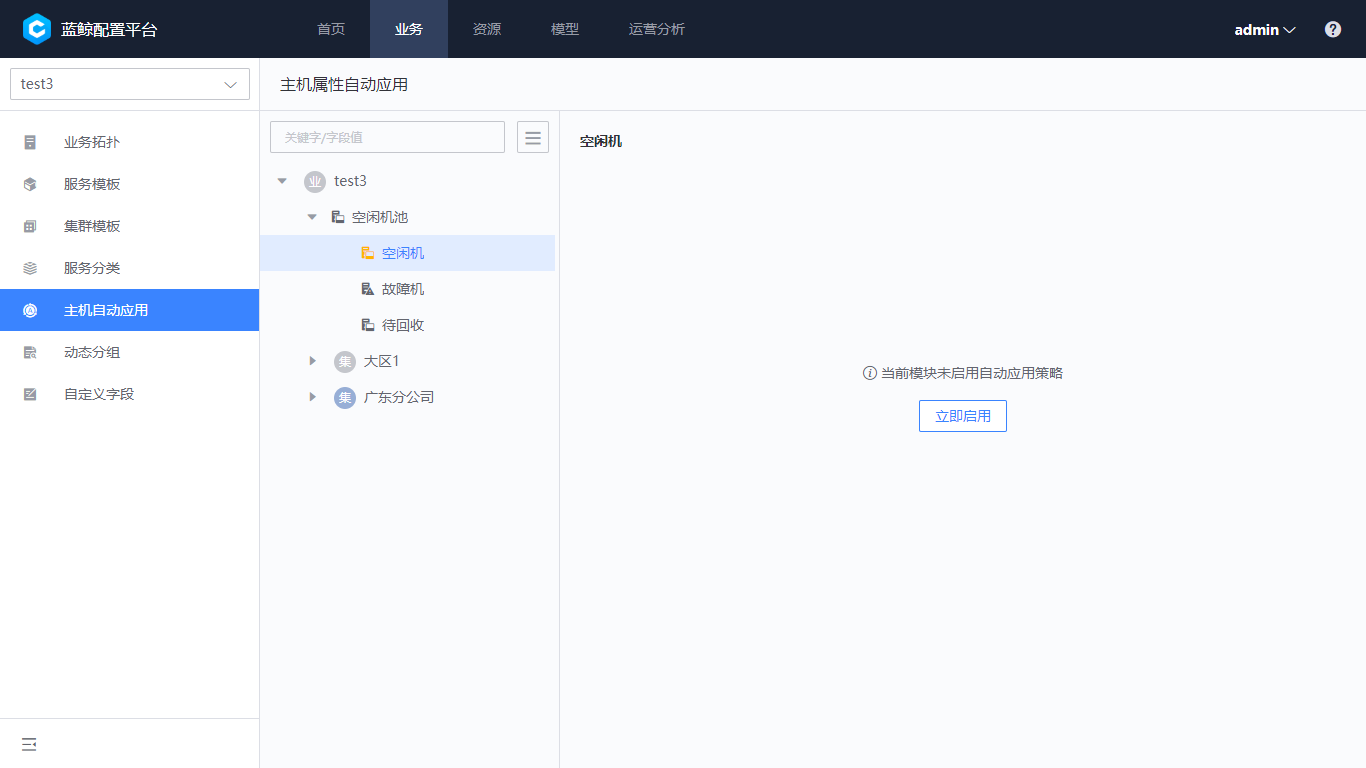 蓝鲸配置平台
首页 业务 资源 模型 运营分析
admin
test3
主机属性自动应用
业务拓扑
服务模板
集群模板
服务分类
主机自动应用
动态分组
自定义字段
关键字/字段值
业 test3
空闲机池
空闲机
故障机
待回收
集 大区1
集 广东分公司
空闲机
当前模块未启用自动应用策略
立即启用